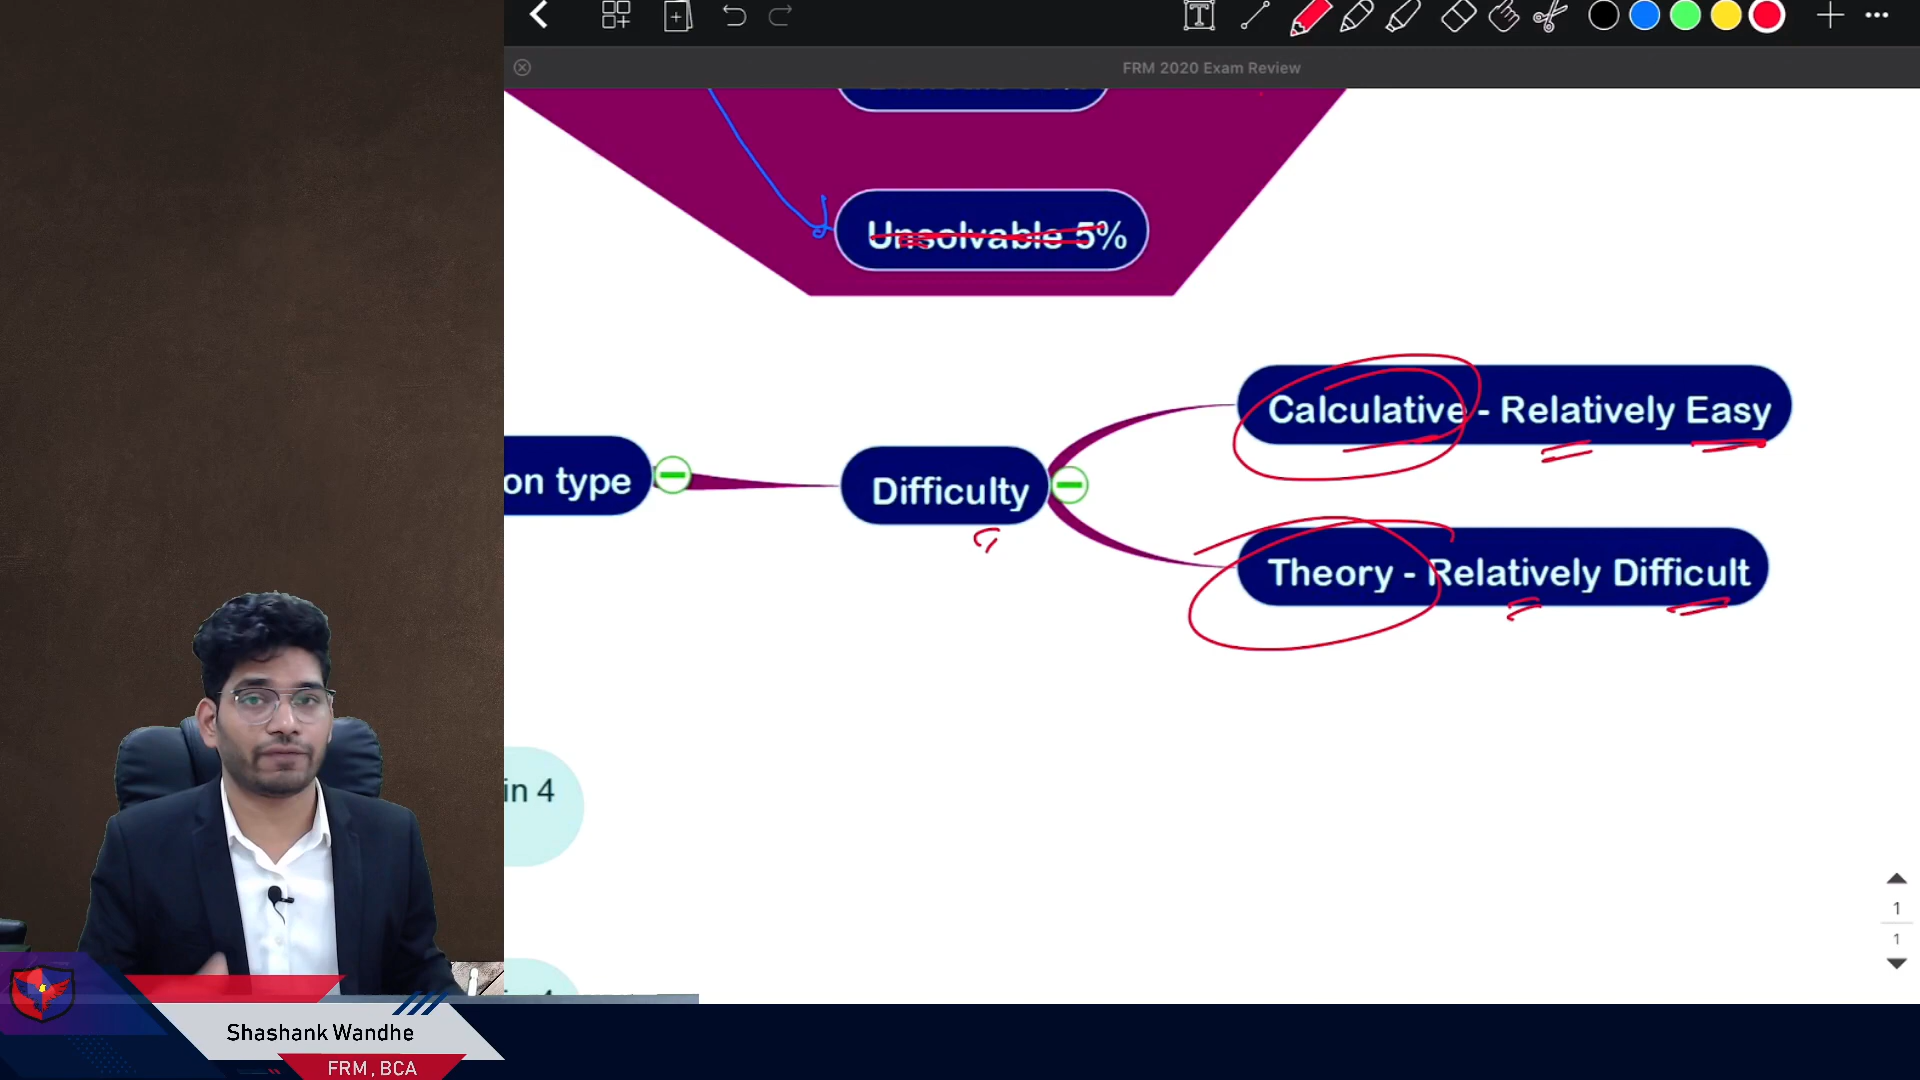 FRM 2020 Exam Review
Unsolvable 5%
Calculative - Relatively Easy
on type
Difficulty
Theory - Relatively Difficult
in 4
1
1
Shashank Wandhe
FRM, BCA